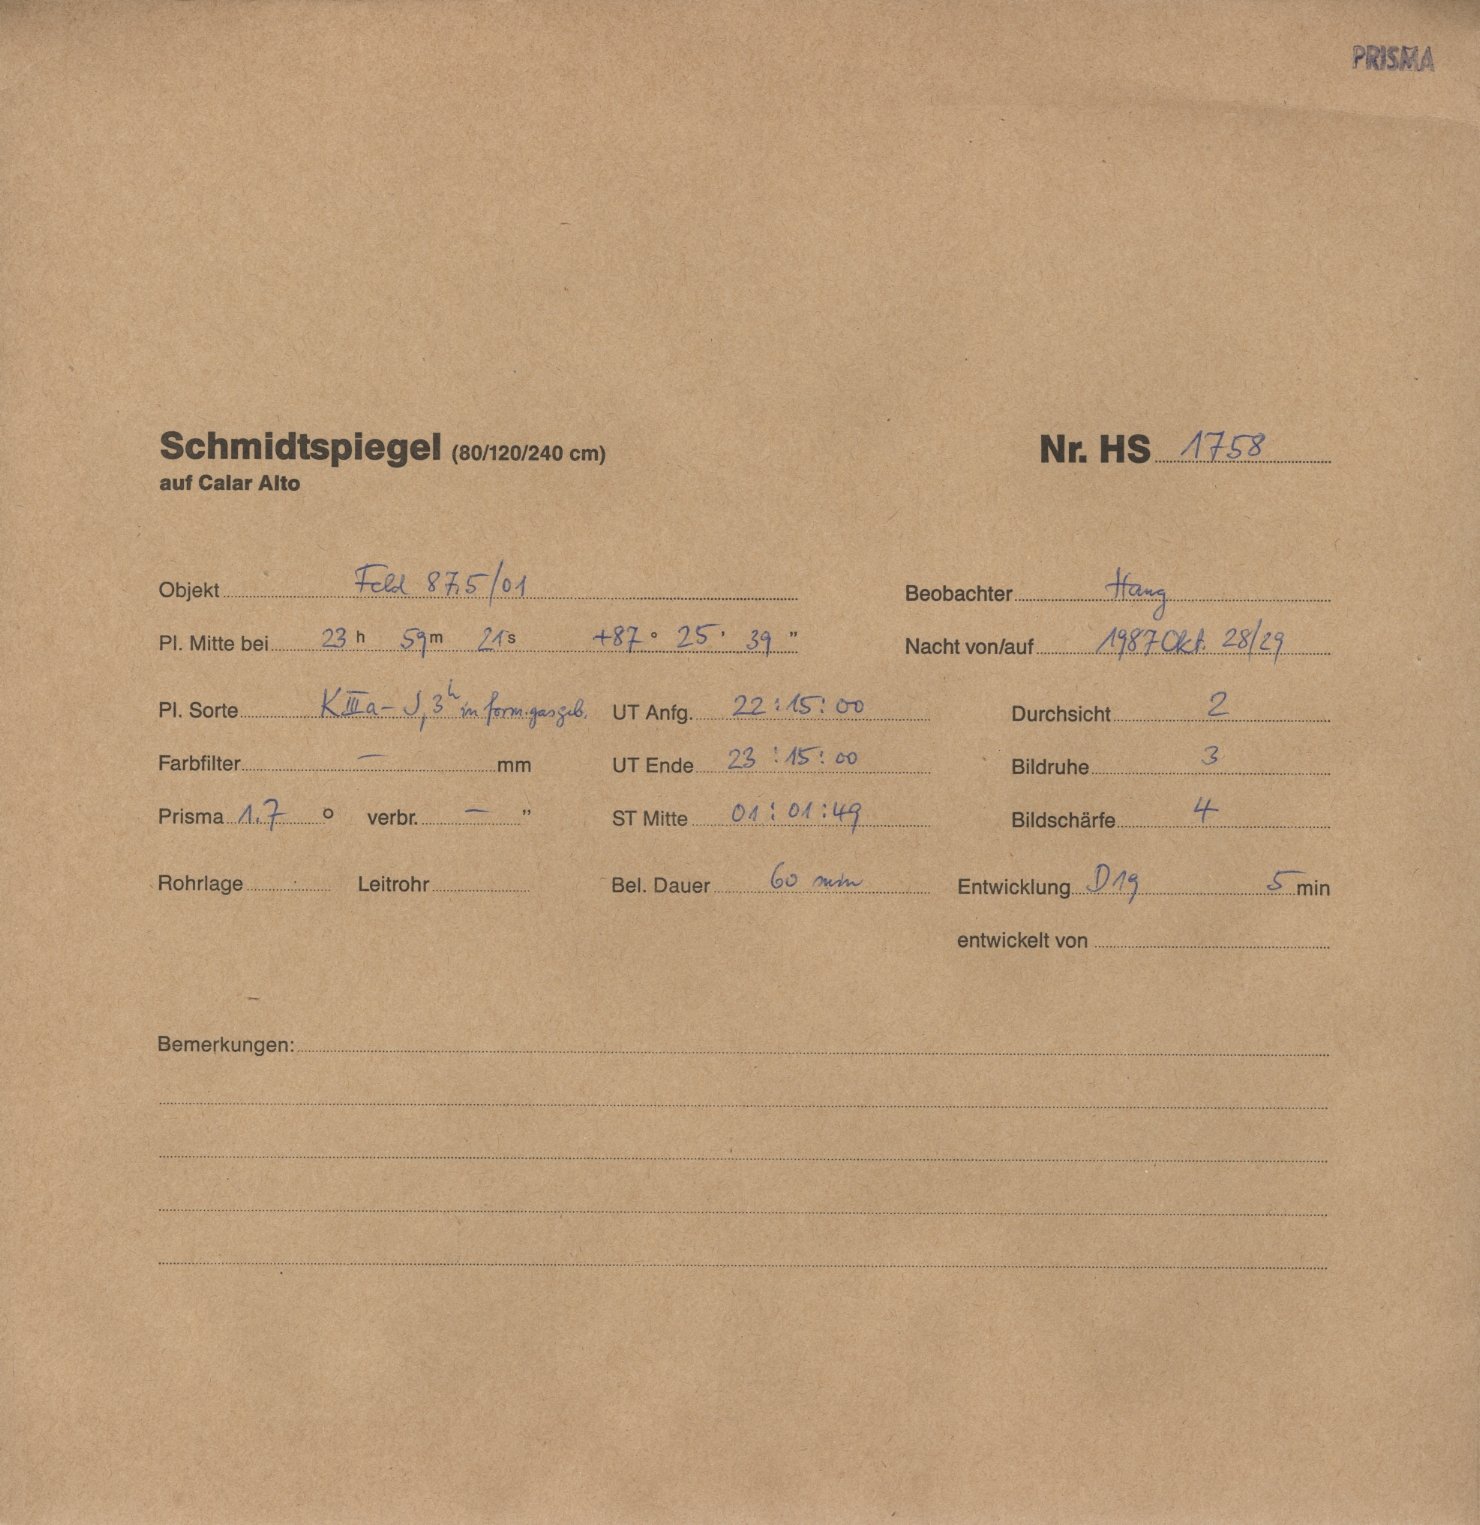 PRISMA
Schmidtspiegel (80/120/240 cm) Nr. HS 1758
auf Calar Alto
Objekt Feld 87,5/01 Beobachter Haug
Pl. Mitte bei 23 h 59 m 21 s +87 ° 25 ' 39 " Nacht von/auf 1987 Okt. 28/29
Pl. Sorte KIIIa-J, 3h in form.gas geb. UT Anfg. 22:15:00 Durchsicht 2
Farbfilter — mm UT Ende 23:15:00 Bildruhe 3
Prisma 1.7 ° verbr. — " ST Mitte 01:01:49 Bildschärfe 4
Rohrlage Leitrohr Bel. Dauer 60 min Entwicklung D19 5 min
entwickelt von
Bemerkungen: